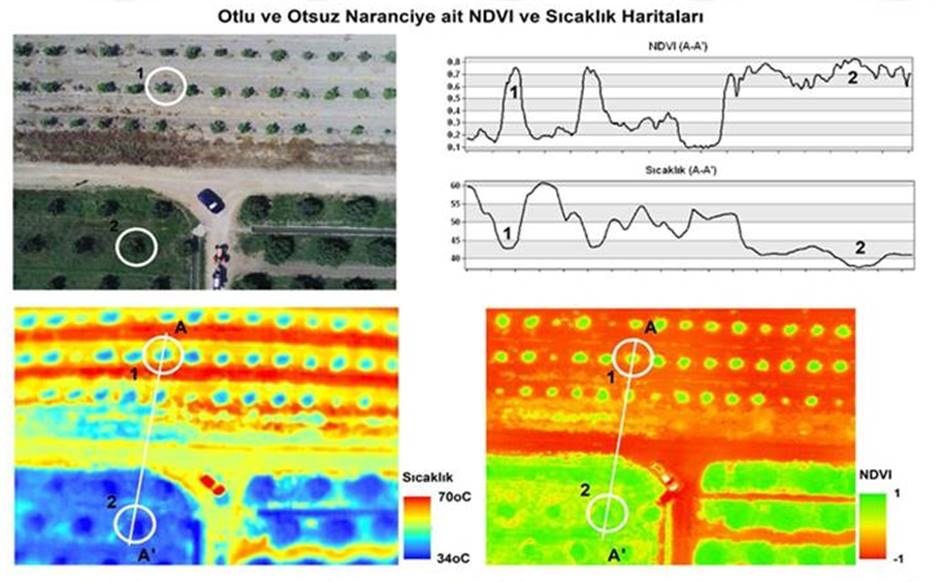 Otlu ve Otsuz Naranciye ait NDVI ve Sıcaklık Haritaları
1
2
NDVI (A-A')
0.8
0.7
0.6
0.5
0.4
0.3
0.2
0.1
1
2
Sıcaklık (A-A')
60
55
50
45
40
1
2
A
1
2
A'
Sıcaklık
70oC
34oC
A
1
2
A'
NDVI
1
-1